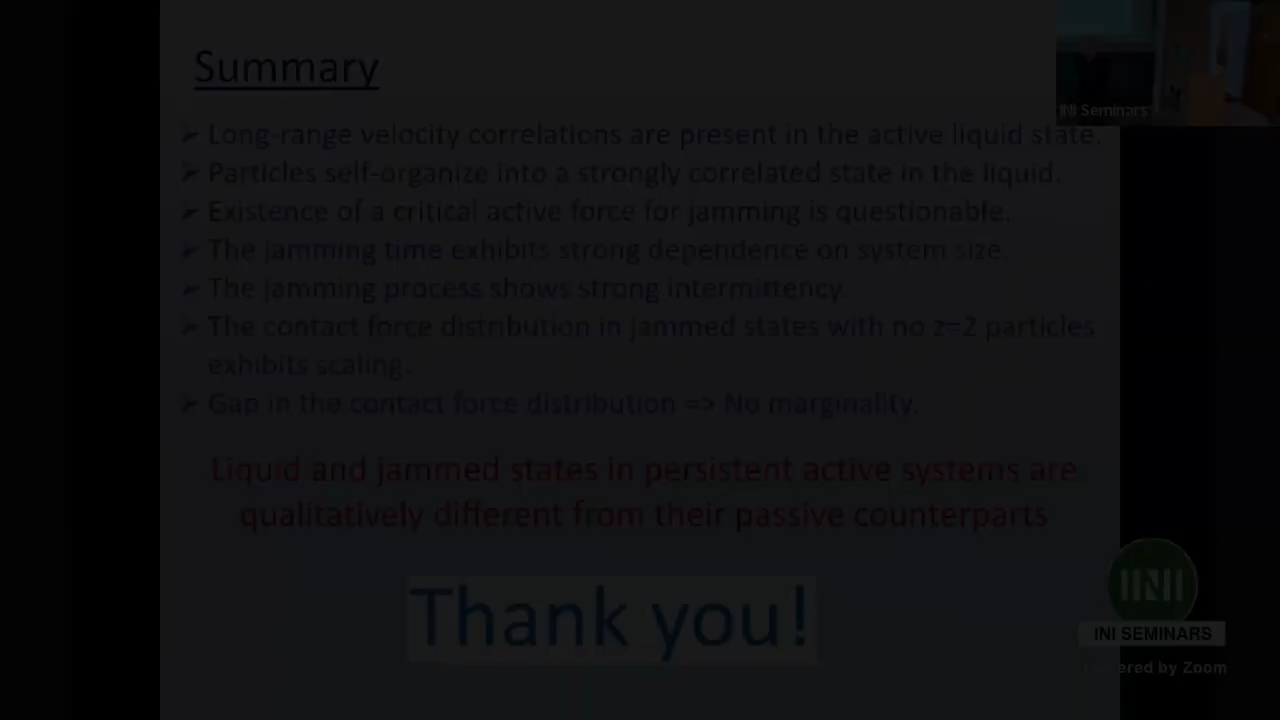 Summary
INI Seminars
➢ Long-range velocity correlations are present in the active liquid state.
➢ Particles self-organize into a strongly correlated state in the liquid.
➢ Existence of a critical active force for jamming is questionable.
➢ The jamming time exhibits strong dependence on system size.
➢ The jamming process shows strong intermittency.
➢ The contact force distribution in jammed states with no z=2 particles
exhibits scaling.
➢ Gap in the contact force distribution => No marginality.
Liquid and jammed states in persistent active systems are
qualitatively different from their passive counterparts
Thank you!
INI
INI SEMINARS
by Zoom